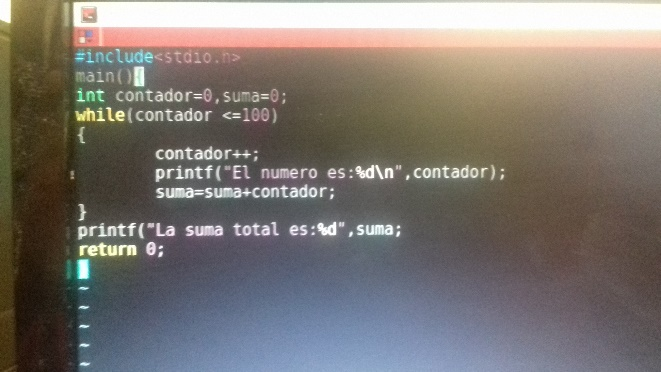 #include<stdio.h>
main(){
int contador=0,suma=0;
while(contador <=100)
{
contador++;
printf("El numero es:%d\n",contador);
suma=suma+contador;
}
printf("La suma total es:%d",suma;
return 0;
}
~
~
~
~
~